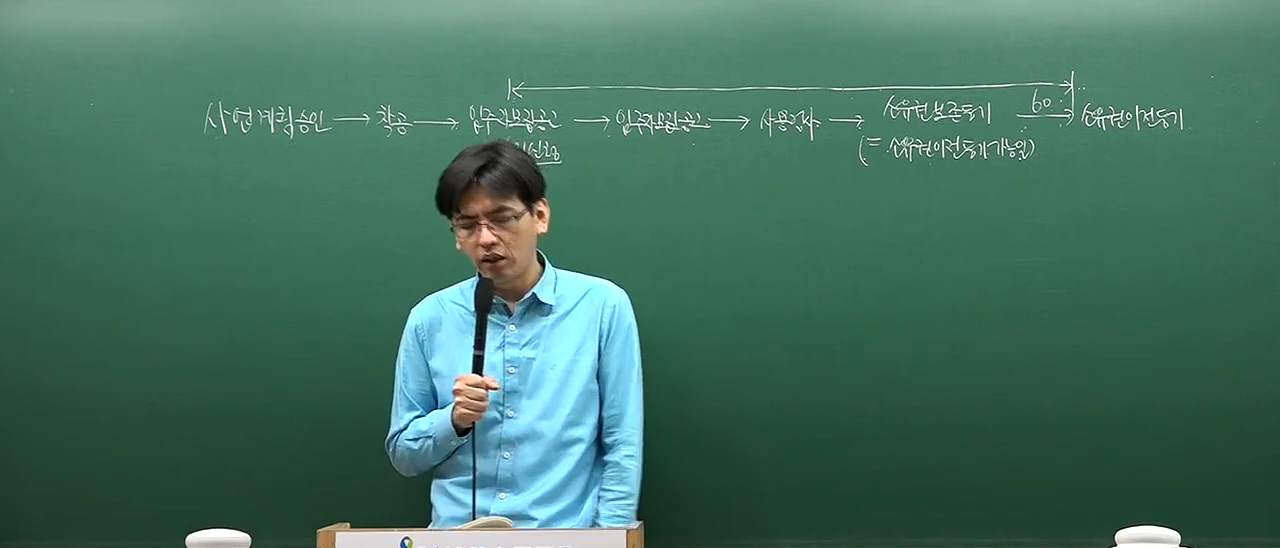 60
사업계획승인 → 착공 → 입주자모집공고 → 입주자모집공고 → 사용검사 → 소유권보존등기 → 소유권이전등기
신청
(= 소유권이전등기가능일)